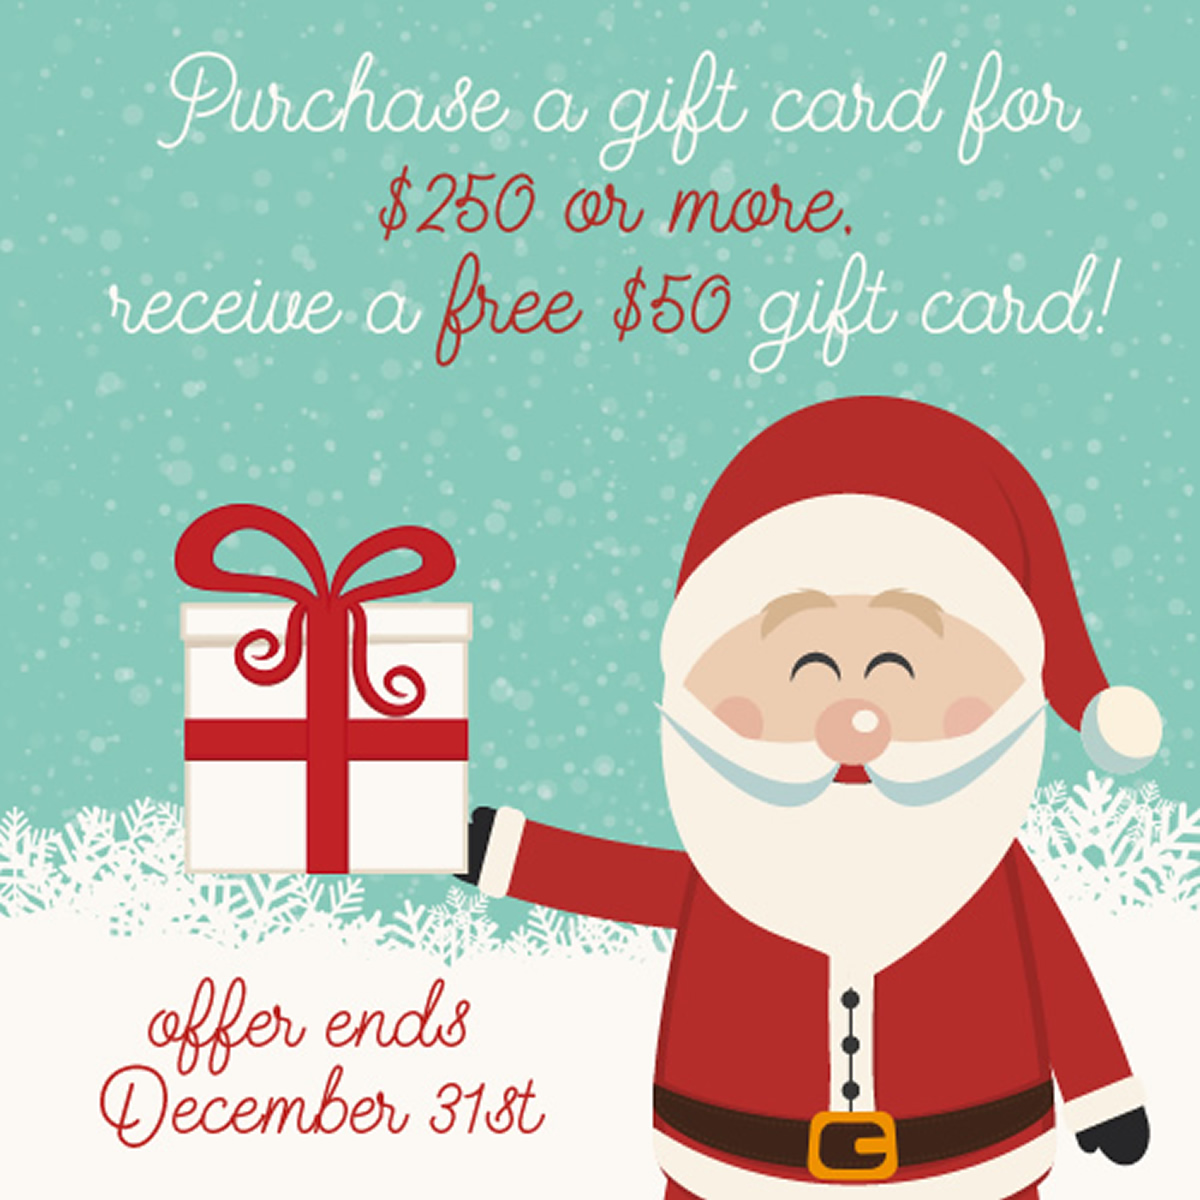 Purchase a gift card for
$250 or more,
receive a free $50 gift card!
offer ends
December 31st